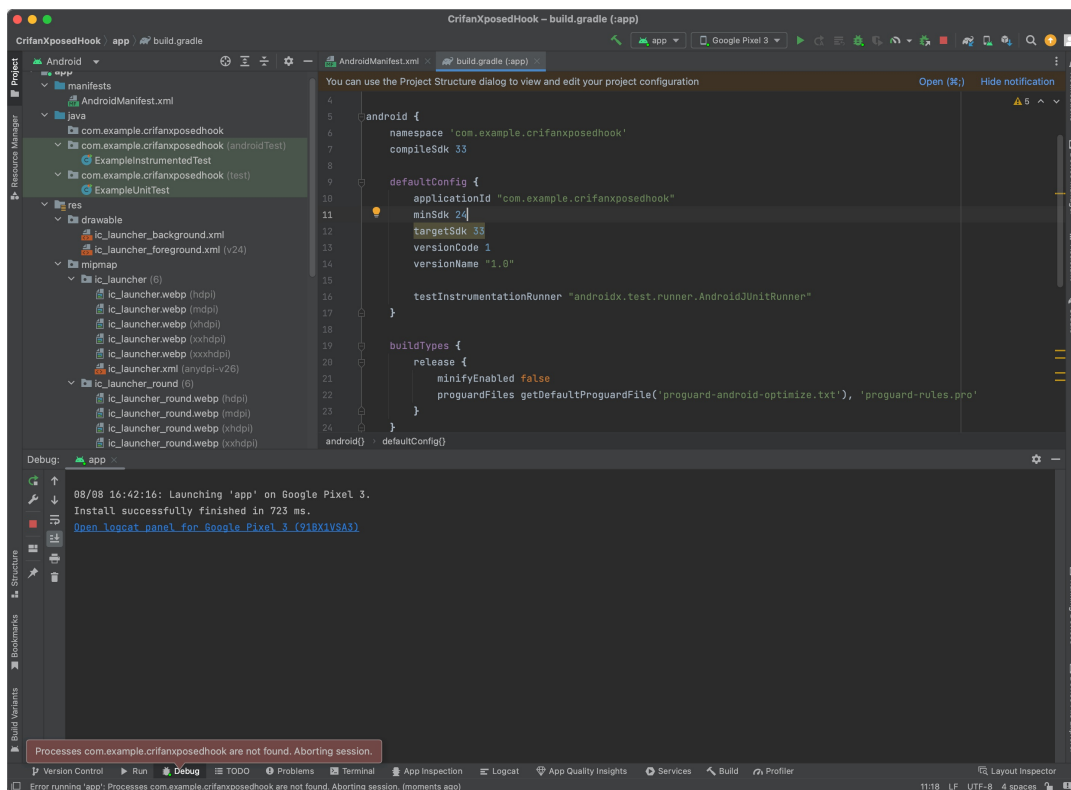 CrifanXposedHook – build.gradle (:app)
CrifanXposedHook app build.gradle
app Google Pixel 3
Project
Resource Manager
Structure
Bookmarks
Build Variants
Android
app
manifests
AndroidManifest.xml
java
com.example.crifanxposedhook
com.example.crifanxposedhook (androidTest)
ExampleInstrumentedTest
com.example.crifanxposedhook (test)
ExampleUnitTest
res
drawable
ic_launcher_background.xml
ic_launcher_foreground.xml (v24)
mipmap
ic_launcher (6)
ic_launcher.webp (hdpi)
ic_launcher.webp (mdpi)
ic_launcher.webp (xhdpi)
ic_launcher.webp (xxhdpi)
ic_launcher.webp (xxxhdpi)
ic_launcher.xml (anydpi-v26)
ic_launcher_round (6)
ic_launcher_round.webp (hdpi)
ic_launcher_round.webp (mdpi)
ic_launcher_round.webp (xhdpi)
ic_launcher_round.webp (xxhdpi)
AndroidManifest.xml build.gradle (:app)
You can use the Project Structure dialog to view and edit your project configuration Open (⌘;) Hide notification
5
4
5 android {
6 namespace 'com.example.crifanxposedhook'
7 compileSdk 33
8
9 defaultConfig {
10 applicationId "com.example.crifanxposedhook"
11 minSdk 24
12 targetSdk 33
13 versionCode 1
14 versionName "1.0"
15
16 testInstrumentationRunner "androidx.test.runner.AndroidJUnitRunner"
17 }
18
19 buildTypes {
20 release {
21 minifyEnabled false
22 proguardFiles getDefaultProguardFile('proguard-android-optimize.txt'), 'proguard-rules.pro'
23 }
24 }
android{} defaultConfig{}
Debug: app
08/08 16:42:16: Launching 'app' on Google Pixel 3.
Install successfully finished in 723 ms.
Open logcat panel for Google Pixel 3 (91BX1VSA3)
Processes com.example.crifanxposedhook are not found. Aborting session.
Version Control Run Debug TODO Problems Terminal App Inspection Logcat App Quality Insights Services Build Profiler Layout Inspector
Error running 'app': Processes com.example.crifanxposedhook are not found. Aborting session. (moments ago) 11:18 LF UTF-8 4 spaces